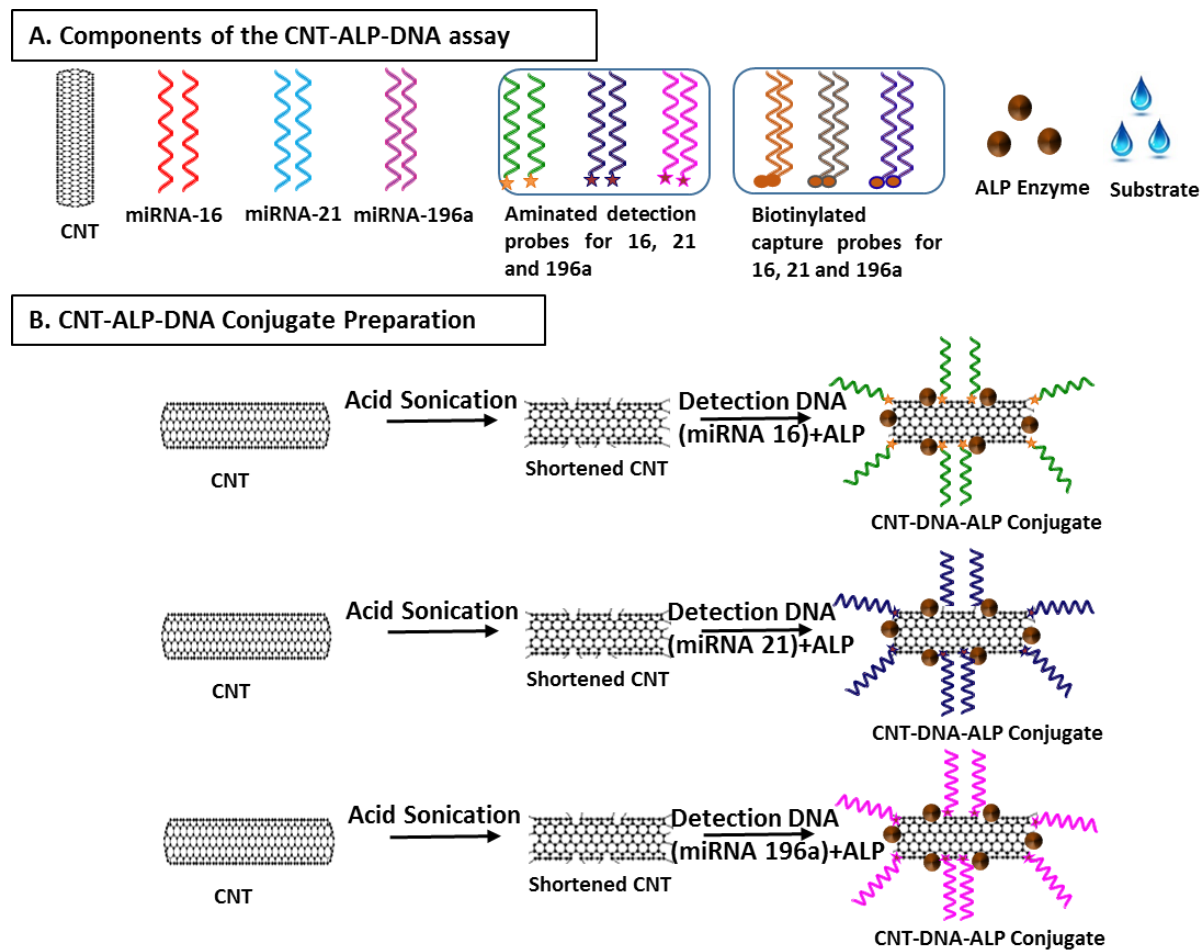 A. Components of the CNT-ALP-DNA assay
CNT
miRNA-16
miRNA-21
miRNA-196a
Aminated detection
probes for 16, 21
and 196a
Biotinylated
capture probes for
16, 21 and 196a
ALP Enzyme
Substrate
B. CNT-ALP-DNA Conjugate Preparation
CNT
Acid Sonication
Shortened CNT
Detection DNA
(miRNA 16)+ALP
CNT-DNA-ALP Conjugate
CNT
Acid Sonication
Shortened CNT
Detection DNA
(miRNA 21)+ALP
CNT-DNA-ALP Conjugate
CNT
Acid Sonication
Shortened CNT
Detection DNA
(miRNA 196a)+ALP
CNT-DNA-ALP Conjugate